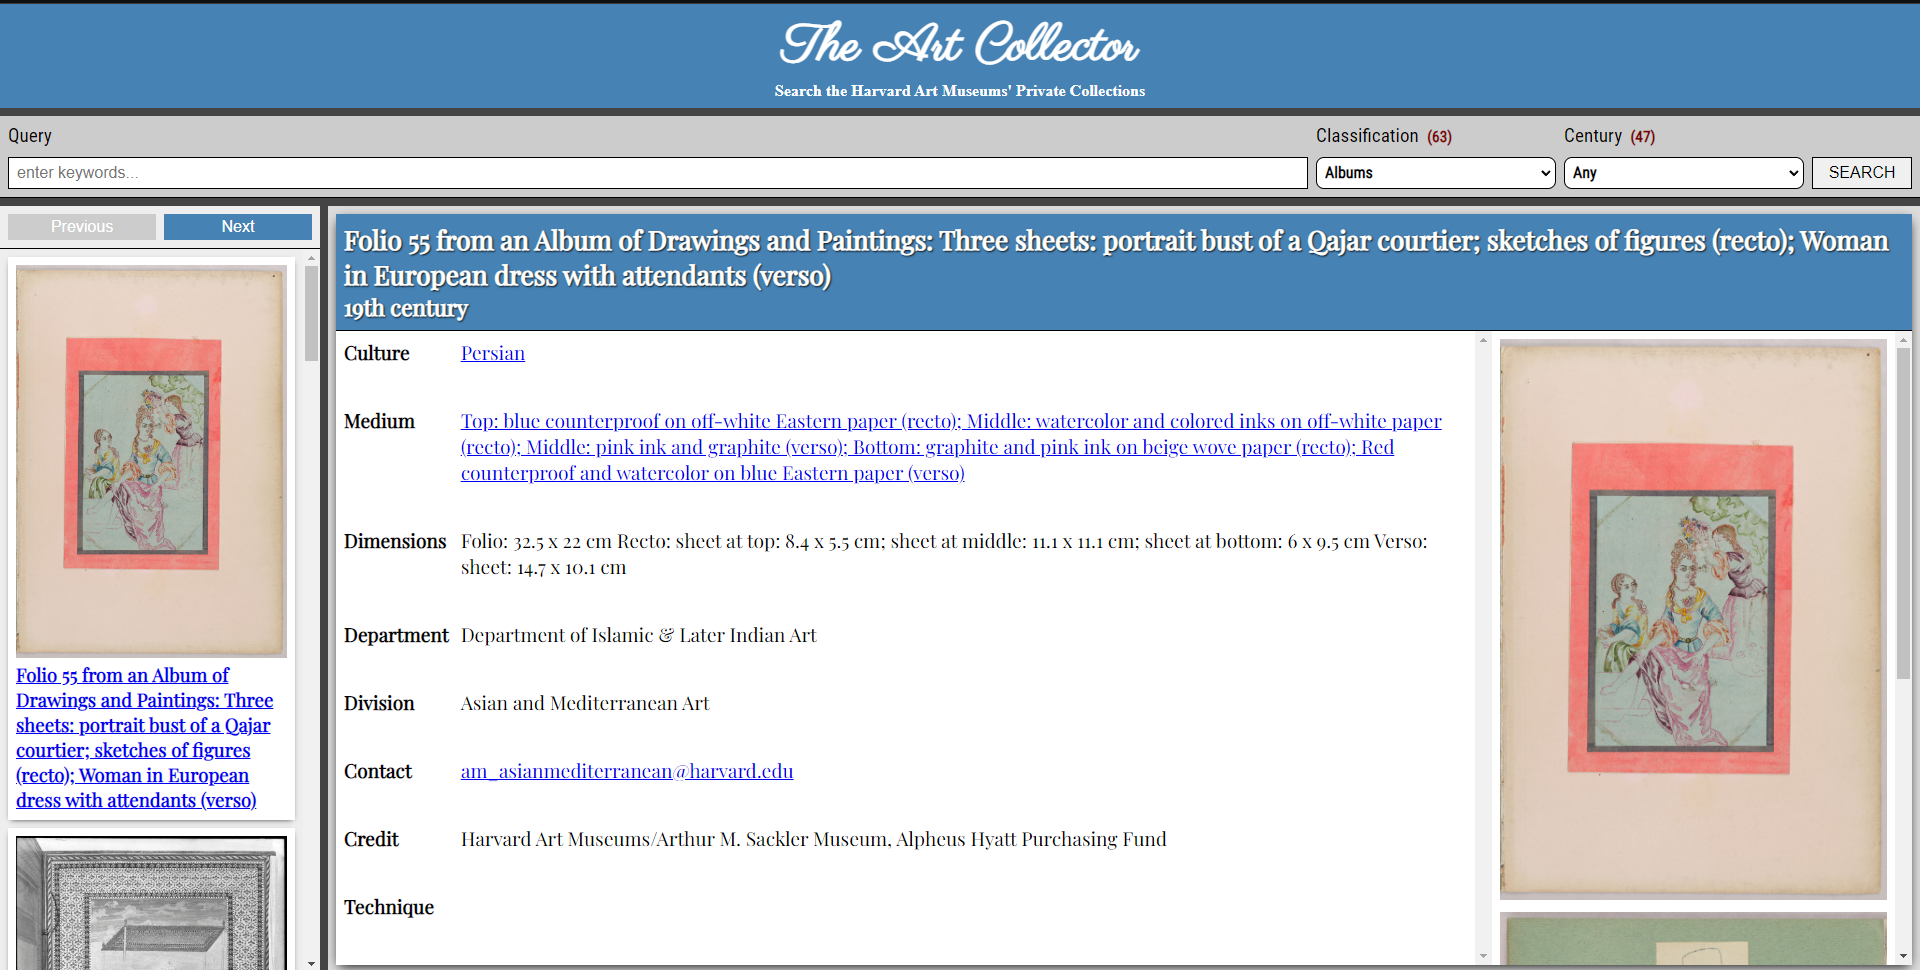 The Art Collector
Search the Harvard Art Museums' Private Collections
Query
Classification (63)
Century (47)
enter keywords...
Albums
Any
SEARCH
Previous
Next
Folio 55 from an Album of
Drawings and Paintings: Three
sheets: portrait bust of a Qajar
courtier; sketches of figures
(recto); Woman in European
dress with attendants (verso)
Folio 55 from an Album of Drawings and Paintings: Three sheets: portrait bust of a Qajar courtier; sketches of figures (recto); Woman
in European dress with attendants (verso)
19th century
Culture Persian
Medium Top: blue counterproof on off-white Eastern paper (recto); Middle: watercolor and colored inks on off-white paper
(recto); Middle: pink ink and graphite (verso); Bottom: graphite and pink ink on beige wove paper (recto); Red
counterproof and watercolor on blue Eastern paper (verso)
Dimensions Folio: 32.5 x 22 cm Recto: sheet at top: 8.4 x 5.5 cm; sheet at middle: 11.1 x 11.1 cm; sheet at bottom: 6 x 9.5 cm Verso:
sheet: 14.7 x 10.1 cm
Department Department of Islamic & Later Indian Art
Division Asian and Mediterranean Art
Contact am_asianmediterranean@harvard.edu
Credit Harvard Art Museums/Arthur M. Sackler Museum, Alpheus Hyatt Purchasing Fund
Technique